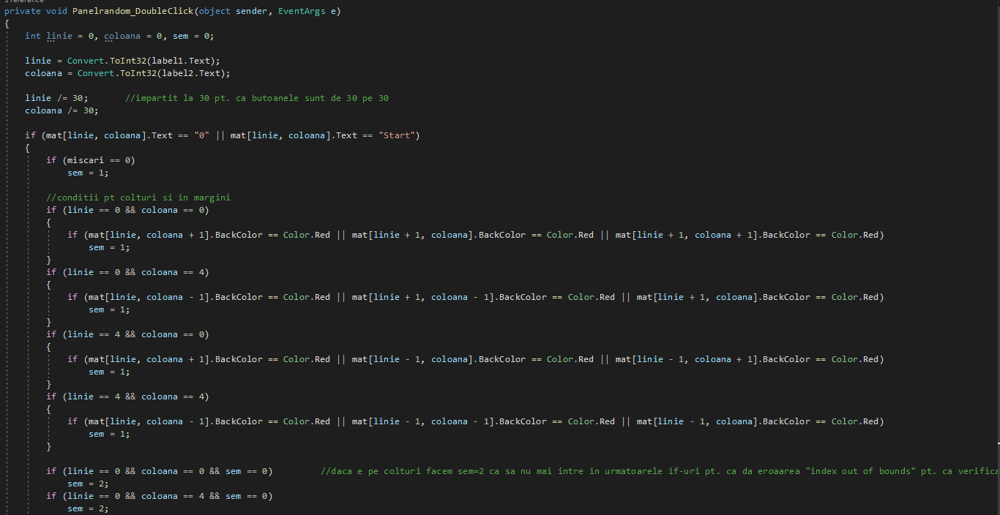 1 reference
private void Panelrandom_DoubleClick(object sender, EventArgs e)
{
    int linie = 0, coloana = 0, sem = 0;

    linie = Convert.ToInt32(label1.Text);
    coloana = Convert.ToInt32(label2.Text);

    linie /= 30;       //impartit la 30 pt. ca butoanele sunt de 30 pe 30
    coloana /= 30;

    if (mat[linie, coloana].Text == "0" || mat[linie, coloana].Text == "Start")
    {
        if (miscari == 0)
            sem = 1;

        //conditii pt colturi si in margini
        if (linie == 0 && coloana == 0)
        {
            if (mat[linie, coloana + 1].BackColor == Color.Red || mat[linie + 1, coloana].BackColor == Color.Red || mat[linie + 1, coloana + 1].BackColor == Color.Red)
                sem = 1;
        }
        if (linie == 0 && coloana == 4)
        {
            if (mat[linie, coloana - 1].BackColor == Color.Red || mat[linie + 1, coloana - 1].BackColor == Color.Red || mat[linie + 1, coloana].BackColor == Color.Red)
                sem = 1;
        }
        if (linie == 4 && coloana == 0)
        {
            if (mat[linie, coloana + 1].BackColor == Color.Red || mat[linie - 1, coloana].BackColor == Color.Red || mat[linie - 1, coloana + 1].BackColor == Color.Red)
                sem = 1;
        }
        if (linie == 4 && coloana == 4)
        {
            if (mat[linie, coloana - 1].BackColor == Color.Red || mat[linie - 1, coloana - 1].BackColor == Color.Red || mat[linie - 1, coloana].BackColor == Color.Red)
                sem = 1;
        }

        if (linie == 0 && coloana == 0 && sem == 0)         //daca e pe colturi facem sem=2 ca sa nu mai intre in urmatoarele if-uri pt. ca da eroaarea "index out of bounds" pt. ca verifica
            sem = 2;
        if (linie == 0 && coloana == 4 && sem == 0)
            sem = 2;